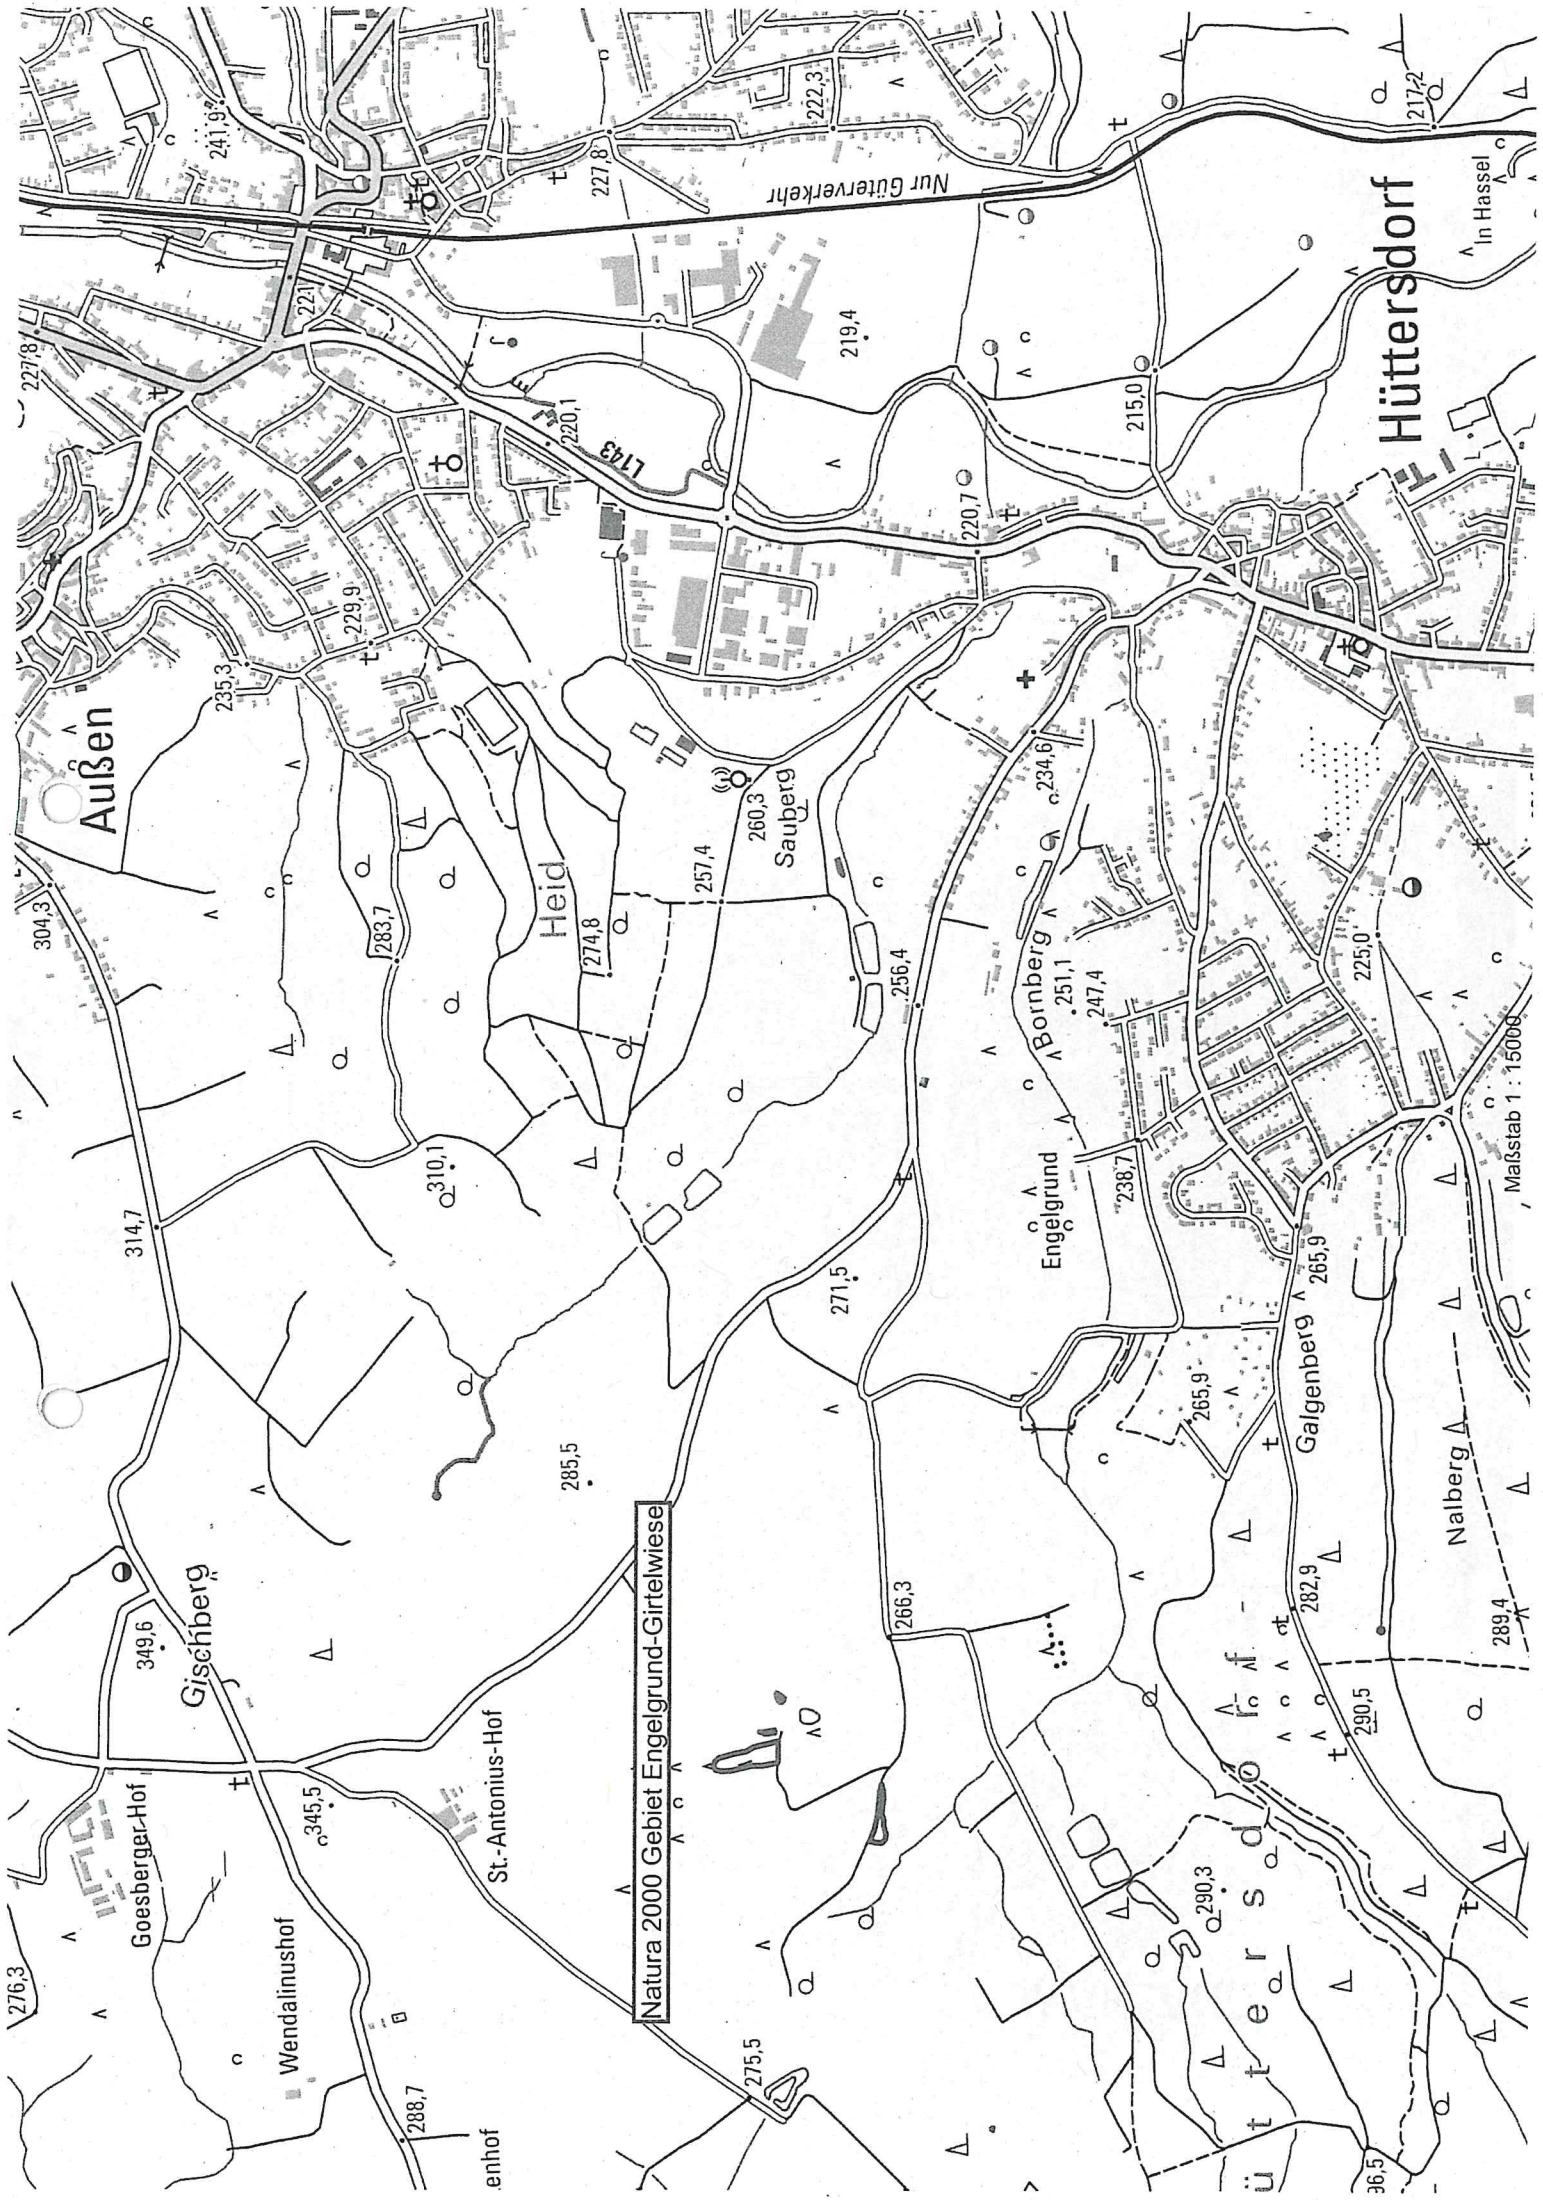 276,3
Goesberger-Hof
349,6
Gischberg
314,7
304,3
Außen
227,8
241,9
221
Wendalinushof
345,5
288,7
enhof
St.-Antonius-Hof
285,5
310,1
283,7
235,3
229,9
220,1
L143
227,8
222,3
Nur Güterverkehr
Heid
274,8
257,4
260,3
Sauberg
219,4
Natura 2000 Gebiet Engelgrund-Girtelwiese
275,5
271,5
256,4
220,7
266,3
Engelgrund
Bornberg
251,1
247,4
234,6
238,7
215,0
217,2
290,3
265,9
Galgenberg
265,9
282,9
290,5
225,0
Hüttersdorf
In Hassel
ü t t e r s d o r f -
96,5
289,4
Nalberg
Maßstab 1 : 15000